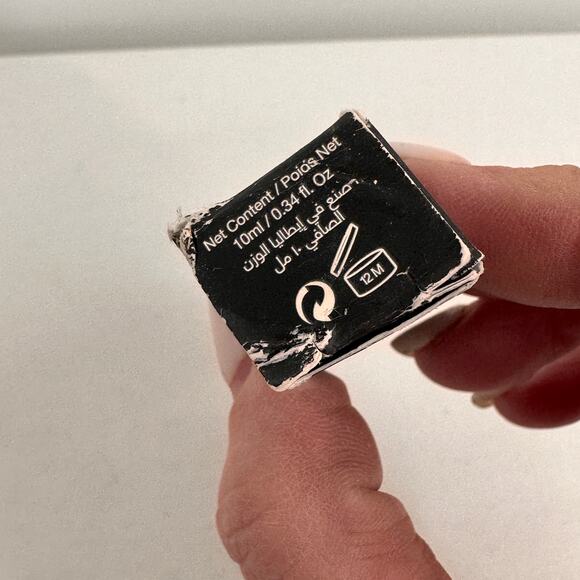 Net Content / Poids Net
10ml / 0.34 fl. Oz
صنع في إيطاليا الوزن
الصافي ١٠ مل
12M